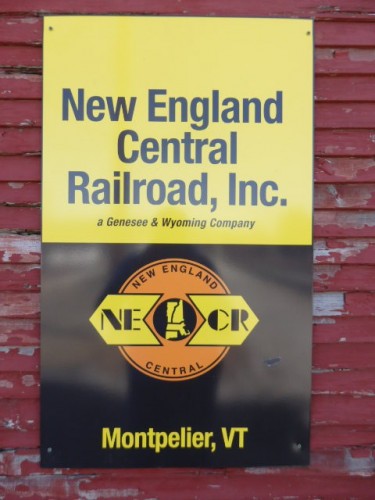 New England
Central
Railroad, Inc.
a Genesee & Wyoming Company
NEW ENGLAND
NE CR
CENTRAL
Montpelier, VT